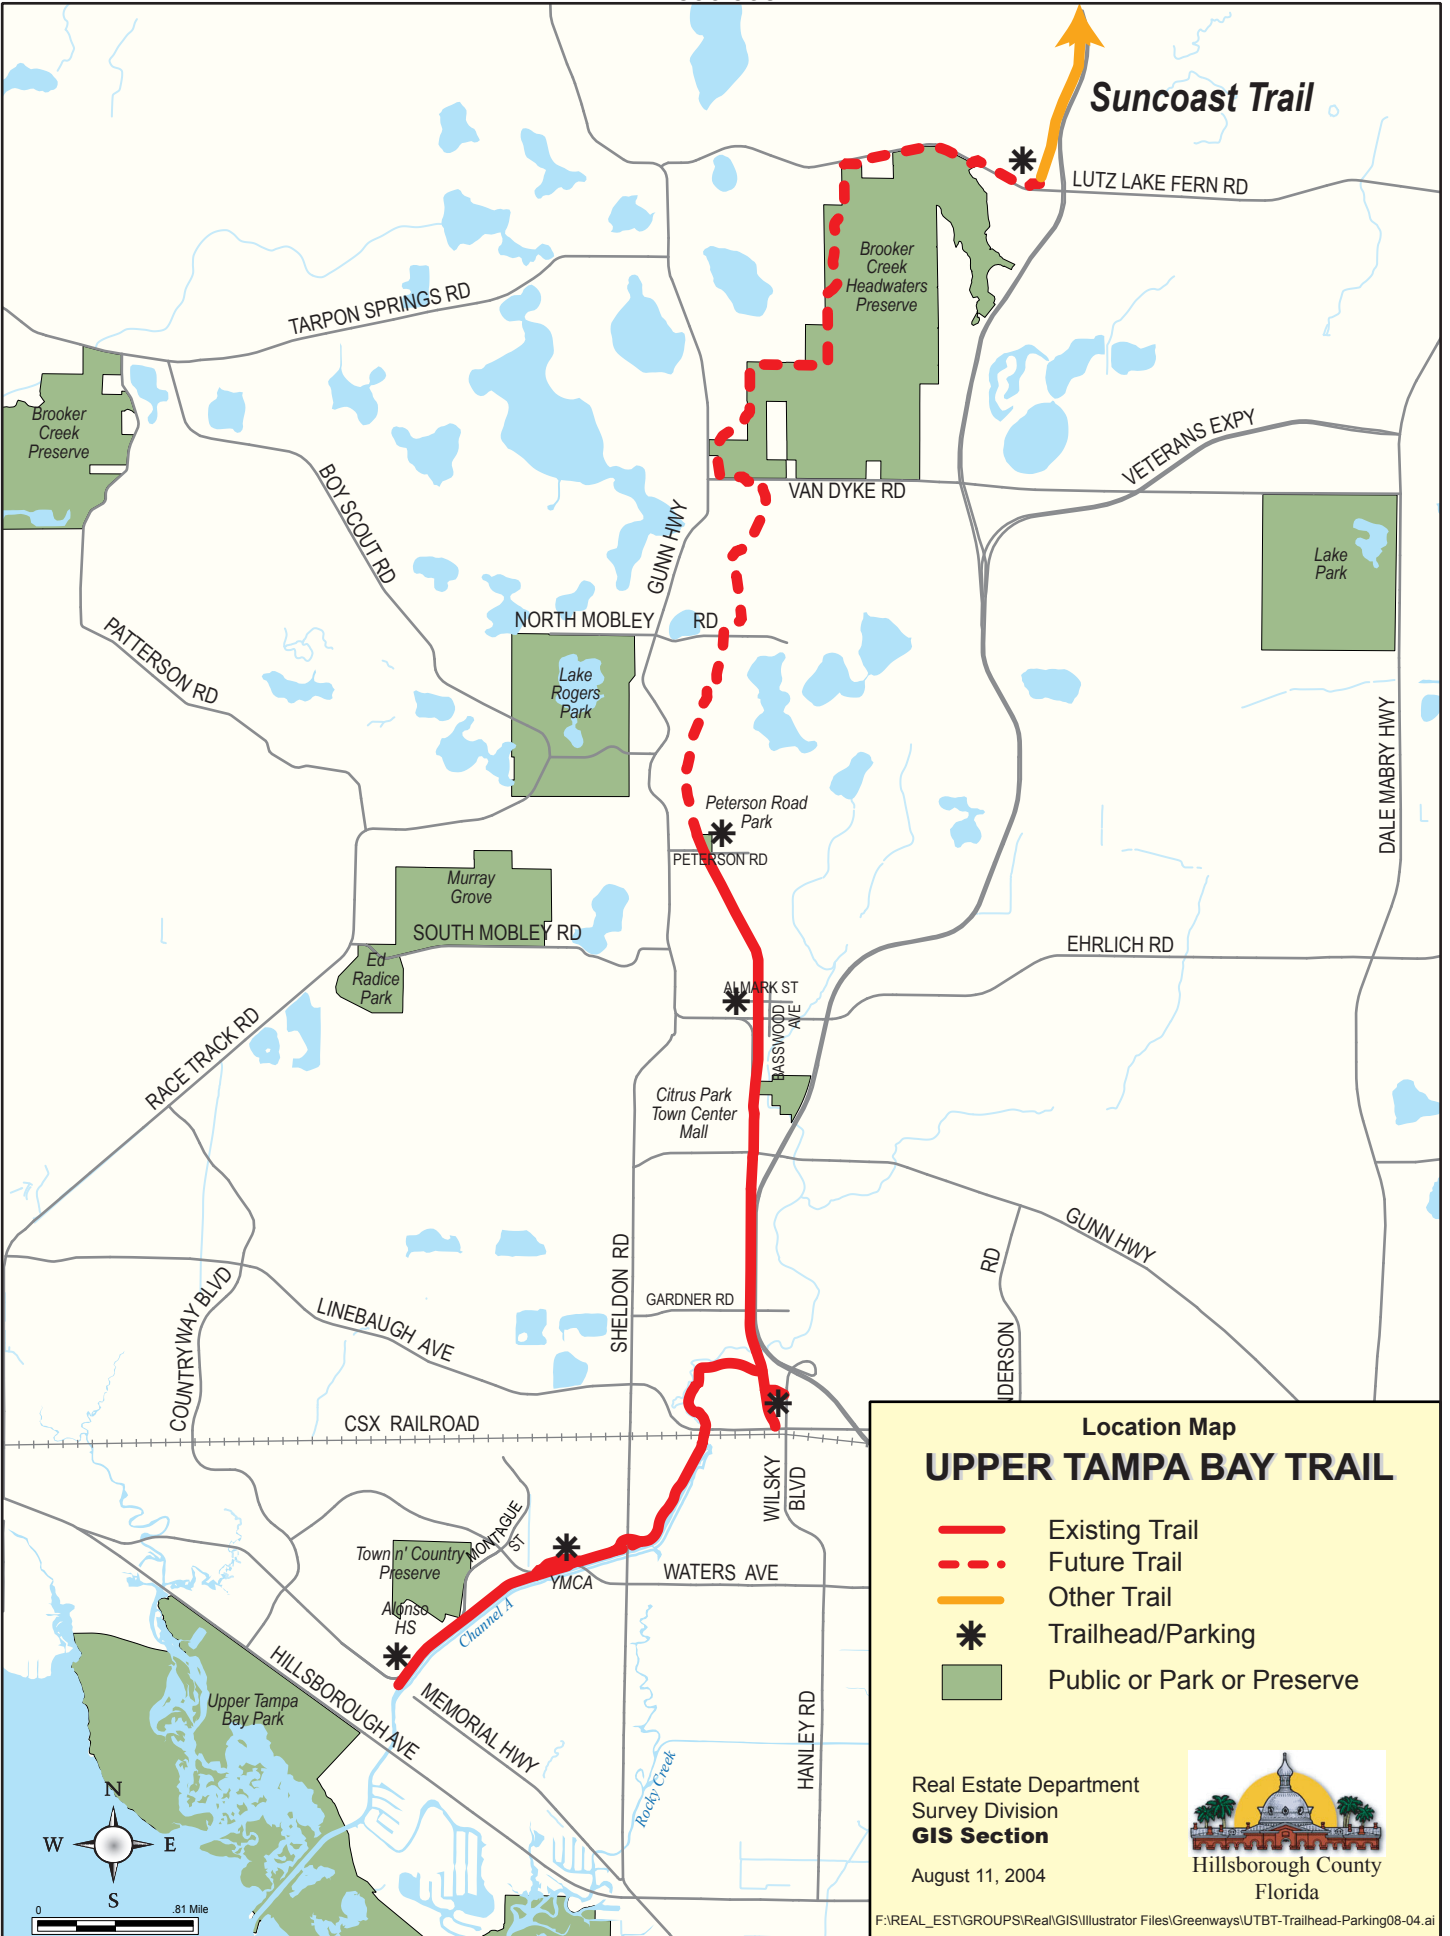 Suncoast Trail
LUTZ LAKE FERN RD
Brooker
Creek
Headwaters
Preserve
TARPON SPRINGS RD
Brooker
Creek
Preserve
BOY SCOUT RD
VETERANS EXPY
VAN DYKE RD
GUNN HWY
Lake
Park
NORTH MOBLEY RD
PATTERSON RD
Lake
Rogers
Park
DALE MABRY HWY
Peterson Road
Park
PETERSON RD
Murray
Grove
SOUTH MOBLEY RD
EHRLICH RD
Ed
Radice
Park
ALMARK ST
BASSWOOD
AVE
RACE TRACK RD
Citrus Park
Town Center
Mall
GUNN HWY
RD
NDERSON
SHELDON RD
GARDNER RD
COUNTRYWAY BLVD
LINEBAUGH AVE
CSX RAILROAD
WILSKY
BLVD
MONTAGUE
ST
Town n' Country
Preserve
YMCA
WATERS AVE
Alonso
HS
Channel A
HILLSBOROUGH AVE
MEMORIAL HWY
Upper Tampa
Bay Park
HANLEY RD
Rocky Creek
N
W E
S
0 .81 Mile
Location Map
UPPER TAMPA BAY TRAIL
Existing Trail
Future Trail
Other Trail
Trailhead/Parking
Public or Park or Preserve
Real Estate Department
Survey Division
GIS Section
August 11, 2004
Hillsborough County
Florida
F:\REAL_EST\GROUPS\Real\GIS\Illustrator Files\Greenways\UTBT-Trailhead-Parking08-04.ai